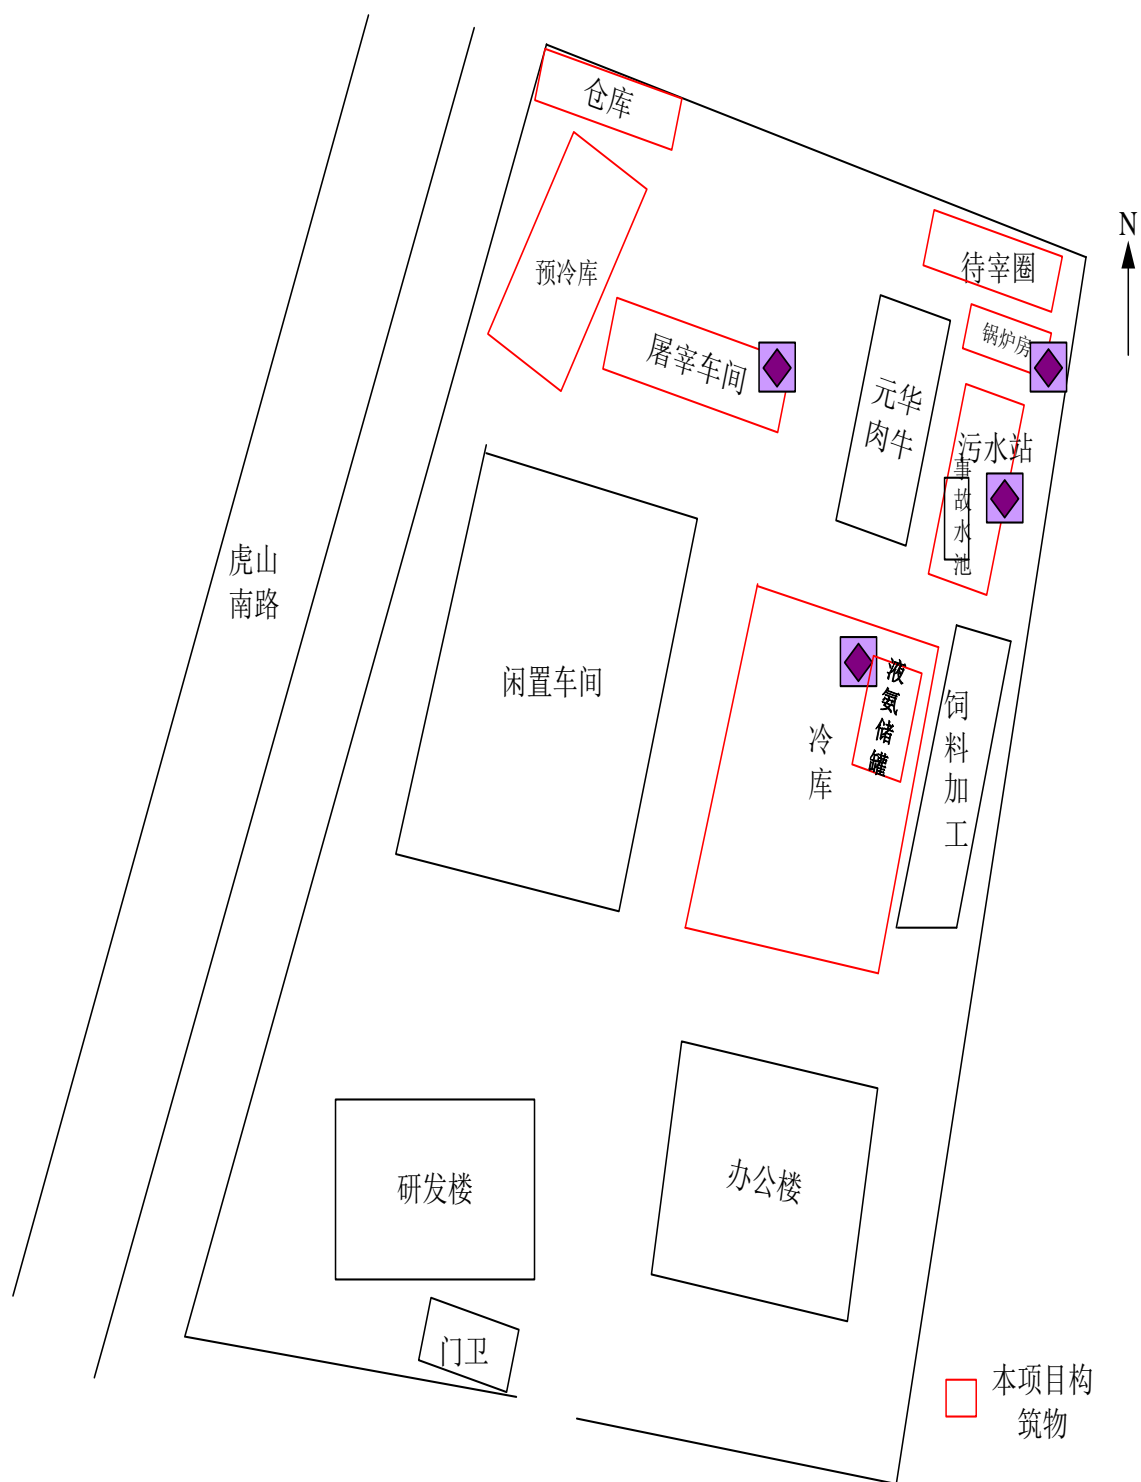 仓库
N
待宰圈
预冷库
锅炉房
屠宰车间
元华
肉牛
污水站
事
故
水
池
虎山
南路
闲置车间
液
氨
储
罐
冷
库
饲
料
加
工
研发楼
办公楼
门卫
本项目构
筑物